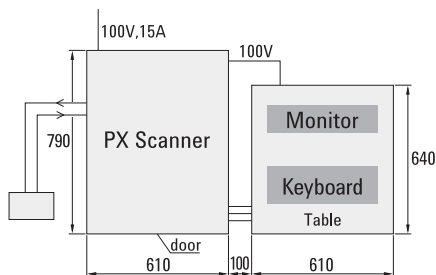 100V,15A
100V
790
PX Scanner
Monitor
640
Keyboard
Table
door
610
100
610